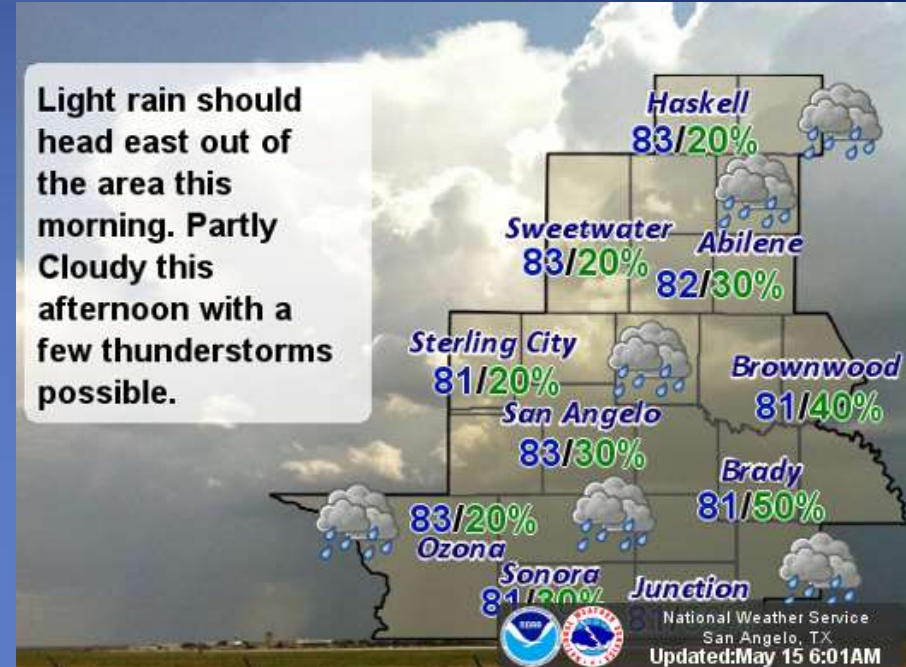 Light rain should
head east out of
the area this
morning. Partly
Cloudy this
afternoon with a
few thunderstorms
possible.
Haskell
83/20%
Sweetwater
83/20%
Abilene
82/30%
Sterling City
81/20%
Brownwood
81/40%
San Angelo
83/30%
Brady
81/50%
83/20%
Ozona
Sonora
81/30%
Junction
National Weather Service
San Angelo, TX
Updated:May 15 6:01AM